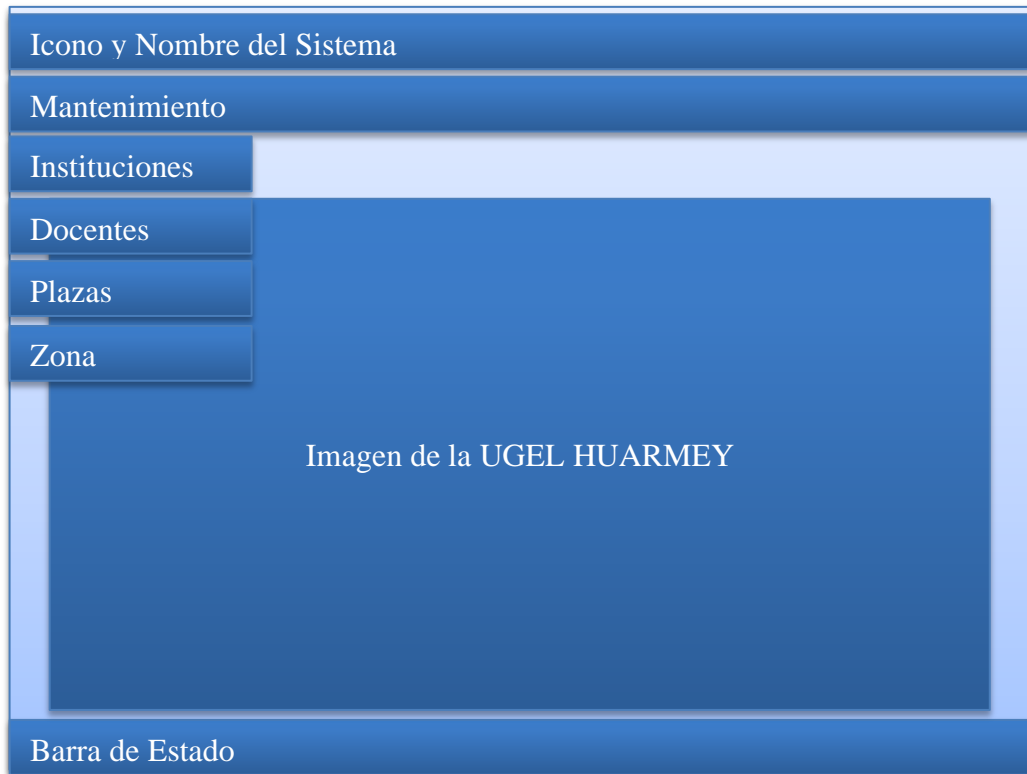 Icono y Nombre del Sistema
Mantenimiento
Instituciones
Docentes
Plazas
Zona
Imagen de la UGEL HUARMEY
Barra de Estado